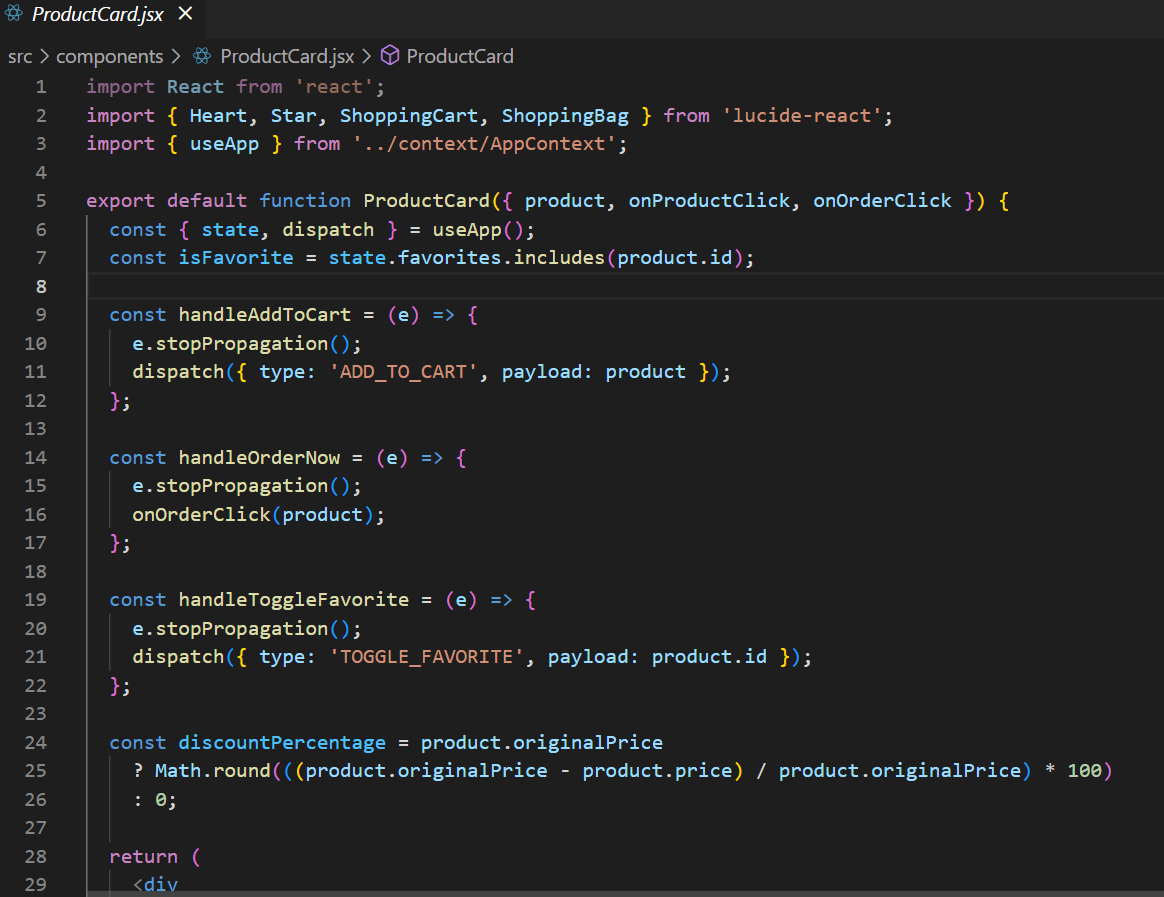 ProductCard.jsx ×
src > components > ProductCard.jsx > ProductCard
1 import React from 'react';
2 import { Heart, Star, ShoppingCart, ShoppingBag } from 'lucide-react';
3 import { useApp } from '../context/AppContext';
4
5 export default function ProductCard({ product, onProductClick, onOrderClick }) {
6   const { state, dispatch } = useApp();
7   const isFavorite = state.favorites.includes(product.id);
8
9   const handleAddToCart = (e) => {
10     e.stopPropagation();
11     dispatch({ type: 'ADD_TO_CART', payload: product });
12   };
13
14   const handleOrderNow = (e) => {
15     e.stopPropagation();
16     onOrderClick(product);
17   };
18
19   const handleToggleFavorite = (e) => {
20     e.stopPropagation();
21     dispatch({ type: 'TOGGLE_FAVORITE', payload: product.id });
22   };
23
24   const discountPercentage = product.originalPrice
25     ? Math.round(((product.originalPrice - product.price) / product.originalPrice) * 100)
26     : 0;
27
28   return (
29     <div